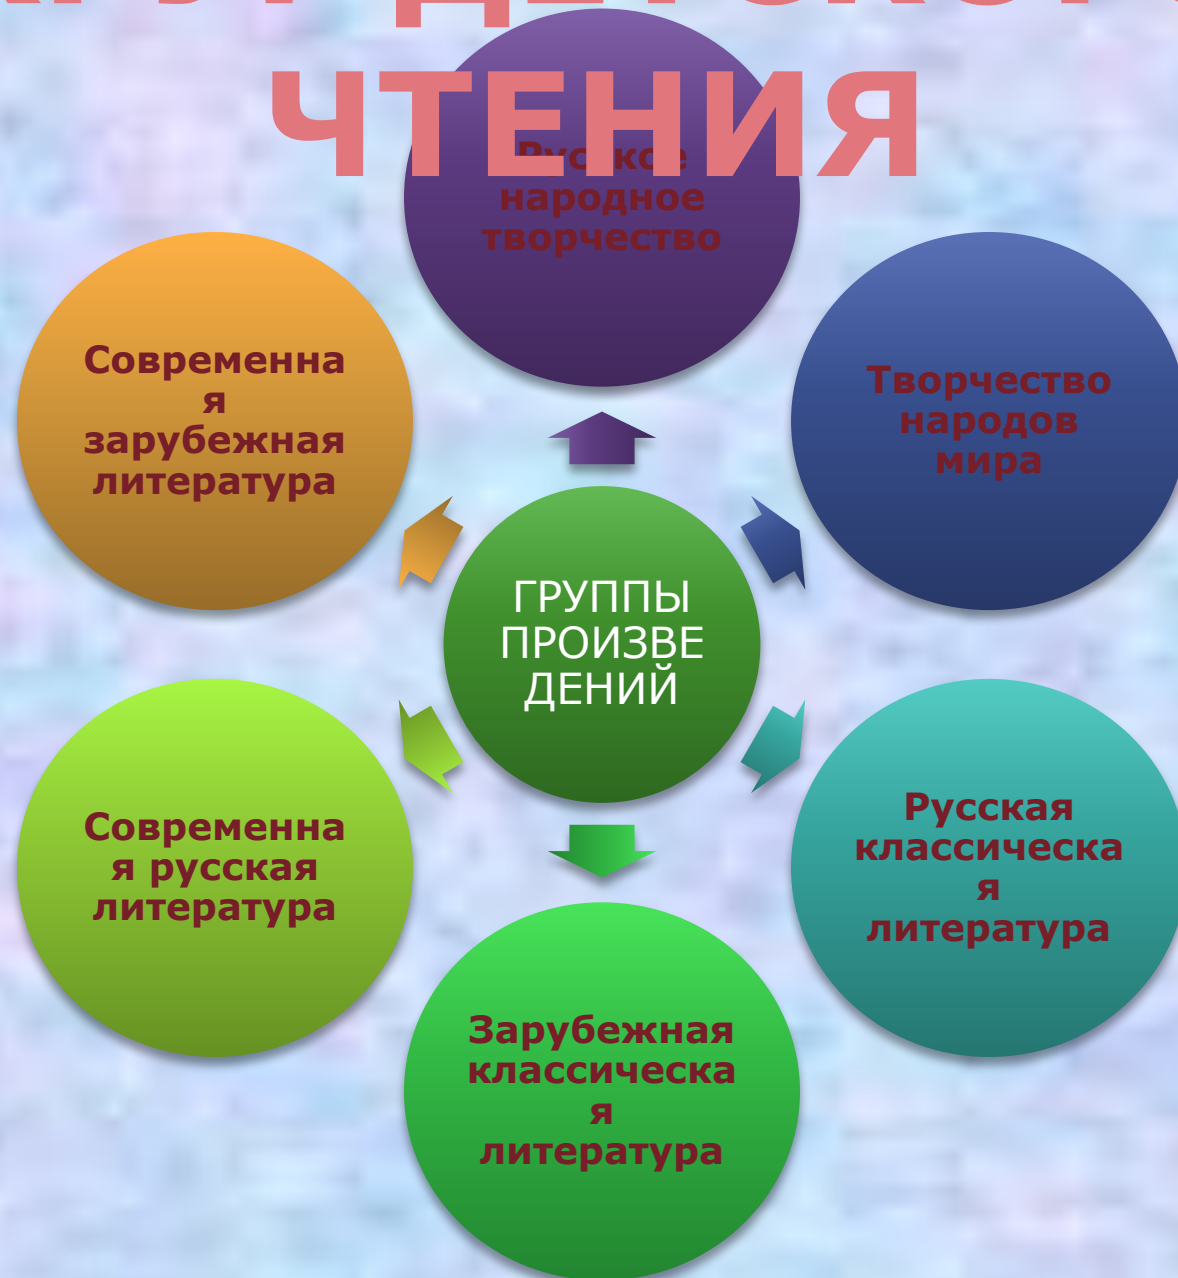 ЧТЕНИЯ
Русское
народное
творчество
Творчество
народов
мира
Русская
классическа
я
литература
Зарубежная
классическа
я
литература
Современна
я русская
литература
Современна
я
зарубежная
литература
ГРУППЫ
ПРОИЗВЕ
ДЕНИЙ